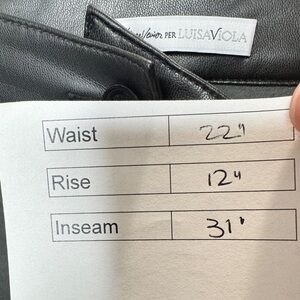 PER LUISAVIOLA
Waist 22"
Rise 12"
Inseam 31"